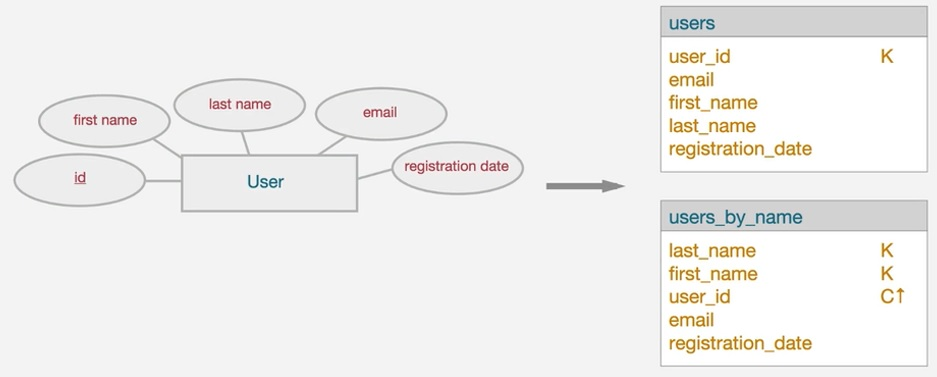 first name
last name
email
id
User
registration date
users
user_id K
email
first_name
last_name
registration_date
users_by_name
last_name K
first_name K
user_id C↑
email
registration_date